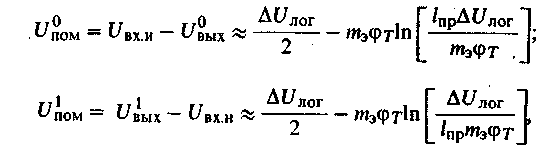 U⁰пом = Uвх.и − U⁰вых ≈ ΔUлог/2 − mэφT ln[lпрΔUлог/mэφT];
U¹пом = U¹вых − Uвх.н ≈ ΔUлог/2 − mэφT ln[ΔUлог/lпрmэφT],